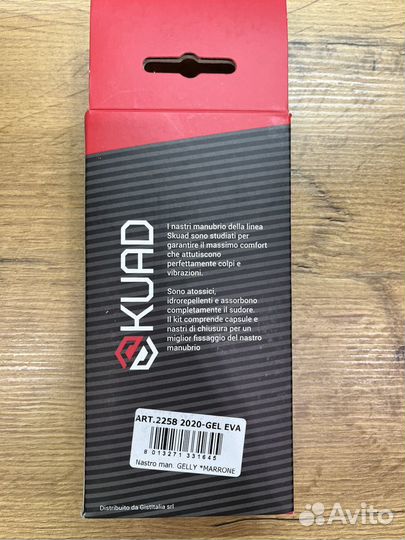 SKUAD
I nastri manubrio della linea
Skuad sono studiati per
garantire il massimo comfort
che attutiscono
perfettamente colpi e
vibrazioni.
Sono atossici,
idrorepellenti e assorbono
completamente il sudore.
Il kit comprende capsule e
nastri di chiusura per un
miglior fissaggio del nastro
manubrio
ART.2258 2020-GEL EVA
8 013271 331645
Nastro man. GELLY *MARRONE
Distribuito da GistItalia srl
Avito